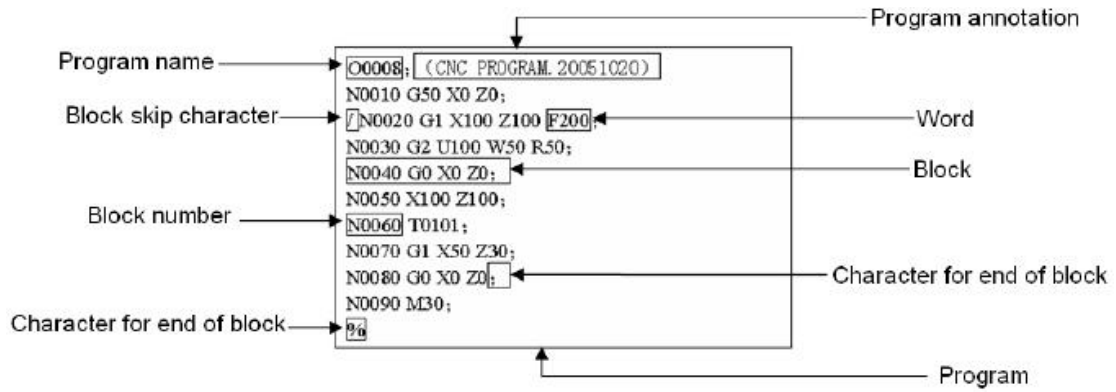 Program annotation
Program name
O0008; (CNC PROGRAM. 20051020)
N0010 G50 X0 Z0;
Block skip character
/N0020 G1 X100 Z100 F200;
Word
N0030 G2 U100 W50 R50;
N0040 G0 X0 Z0;
Block
N0050 X100 Z100;
Block number
N0060 T0101;
N0070 G1 X50 Z30;
N0080 G0 X0 Z0;
Character for end of block
N0090 M30;
Character for end of block
%
Program